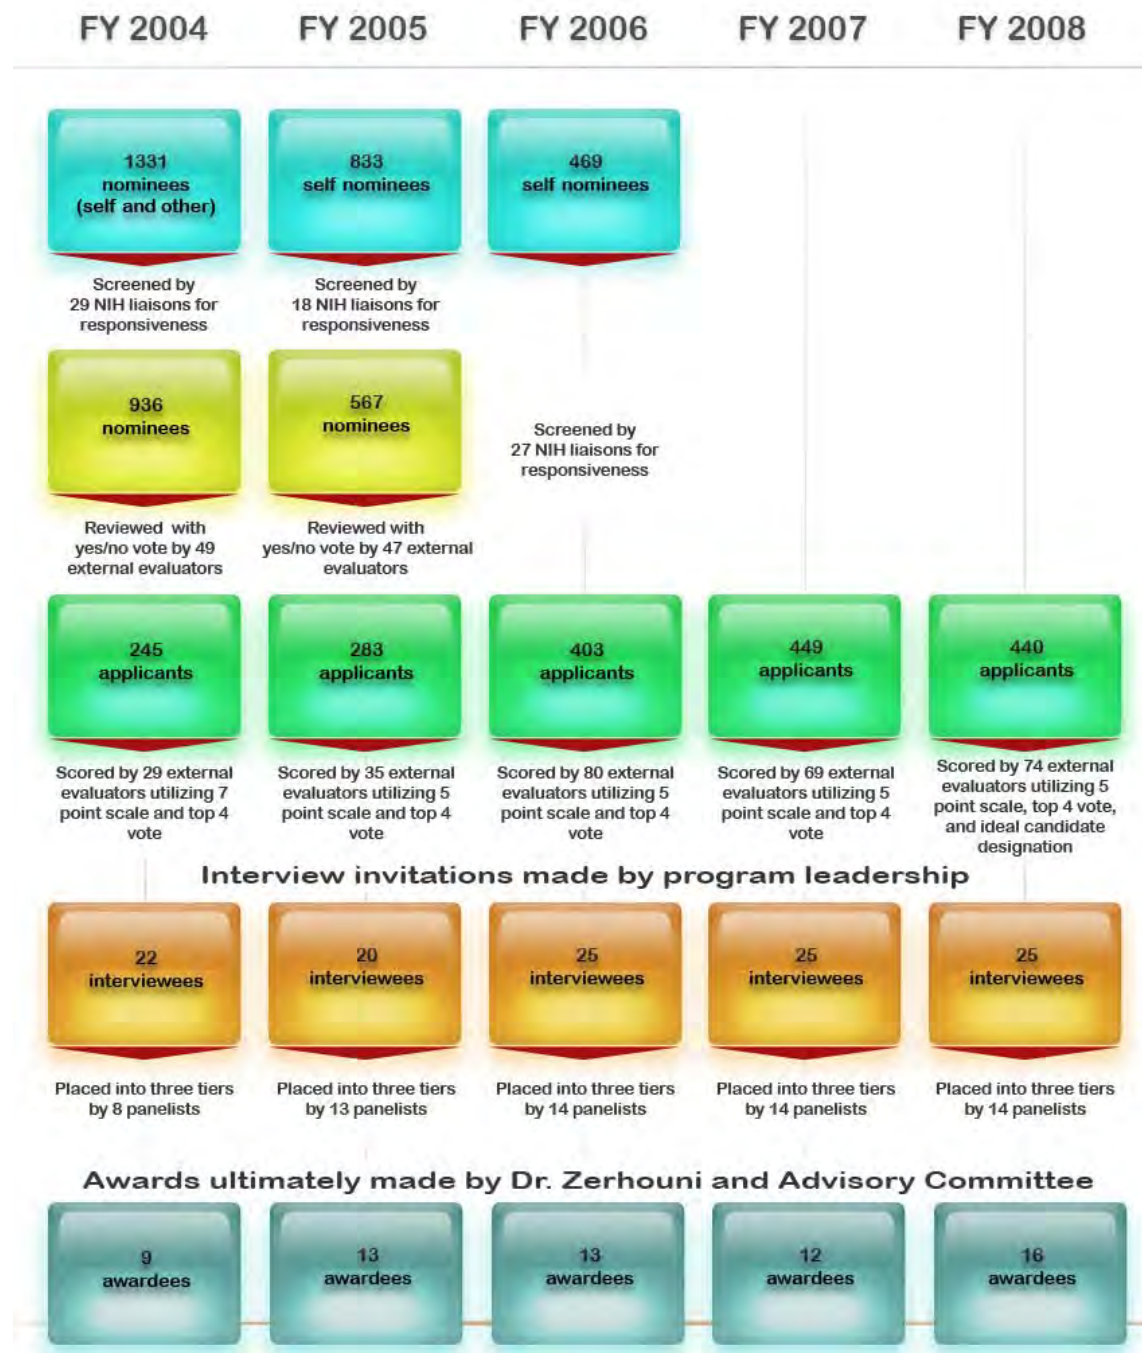 FY 2004 FY 2005 FY 2006 FY 2007 FY 2008
1331
nominees
(self and other)
833
self nominees
469
self nominees
Screened by
29 NIH liaisons for
responsiveness
Screened by
18 NIH liaisons for
responsiveness
936
nominees
567
nominees
Screened by
27 NIH liaisons for
responsiveness
Reviewed with
yes/no vote by 49
external evaluators
Reviewed with
yes/no vote by 47 external
evaluators
245
applicants
283
applicants
403
applicants
449
applicants
440
applicants
Scored by 29 external
evaluators utilizing 7
point scale and top 4
vote
Scored by 35 external
evaluators utilizing 5
point scale and top 4
vote
Scored by 80 external
evaluators utilizing 5
point scale and top 4
vote
Scored by 69 external
evaluators utilizing 5
point scale and top 4
vote
Scored by 74 external
evaluators utilizing 5
point scale, top 4 vote,
and ideal candidate
designation
Interview invitations made by program leadership
22
interviewees
20
interviewees
25
interviewees
25
interviewees
25
interviewees
Placed into three tiers
by 8 panelists
Placed into three tiers
by 13 panelists
Placed into three tiers
by 14 panelists
Placed into three tiers
by 14 panelists
Placed into three tiers
by 14 panelists
Awards ultimately made by Dr. Zerhouni and Advisory Committee
9
awardees
13
awardees
13
awardees
12
awardees
16
awardees